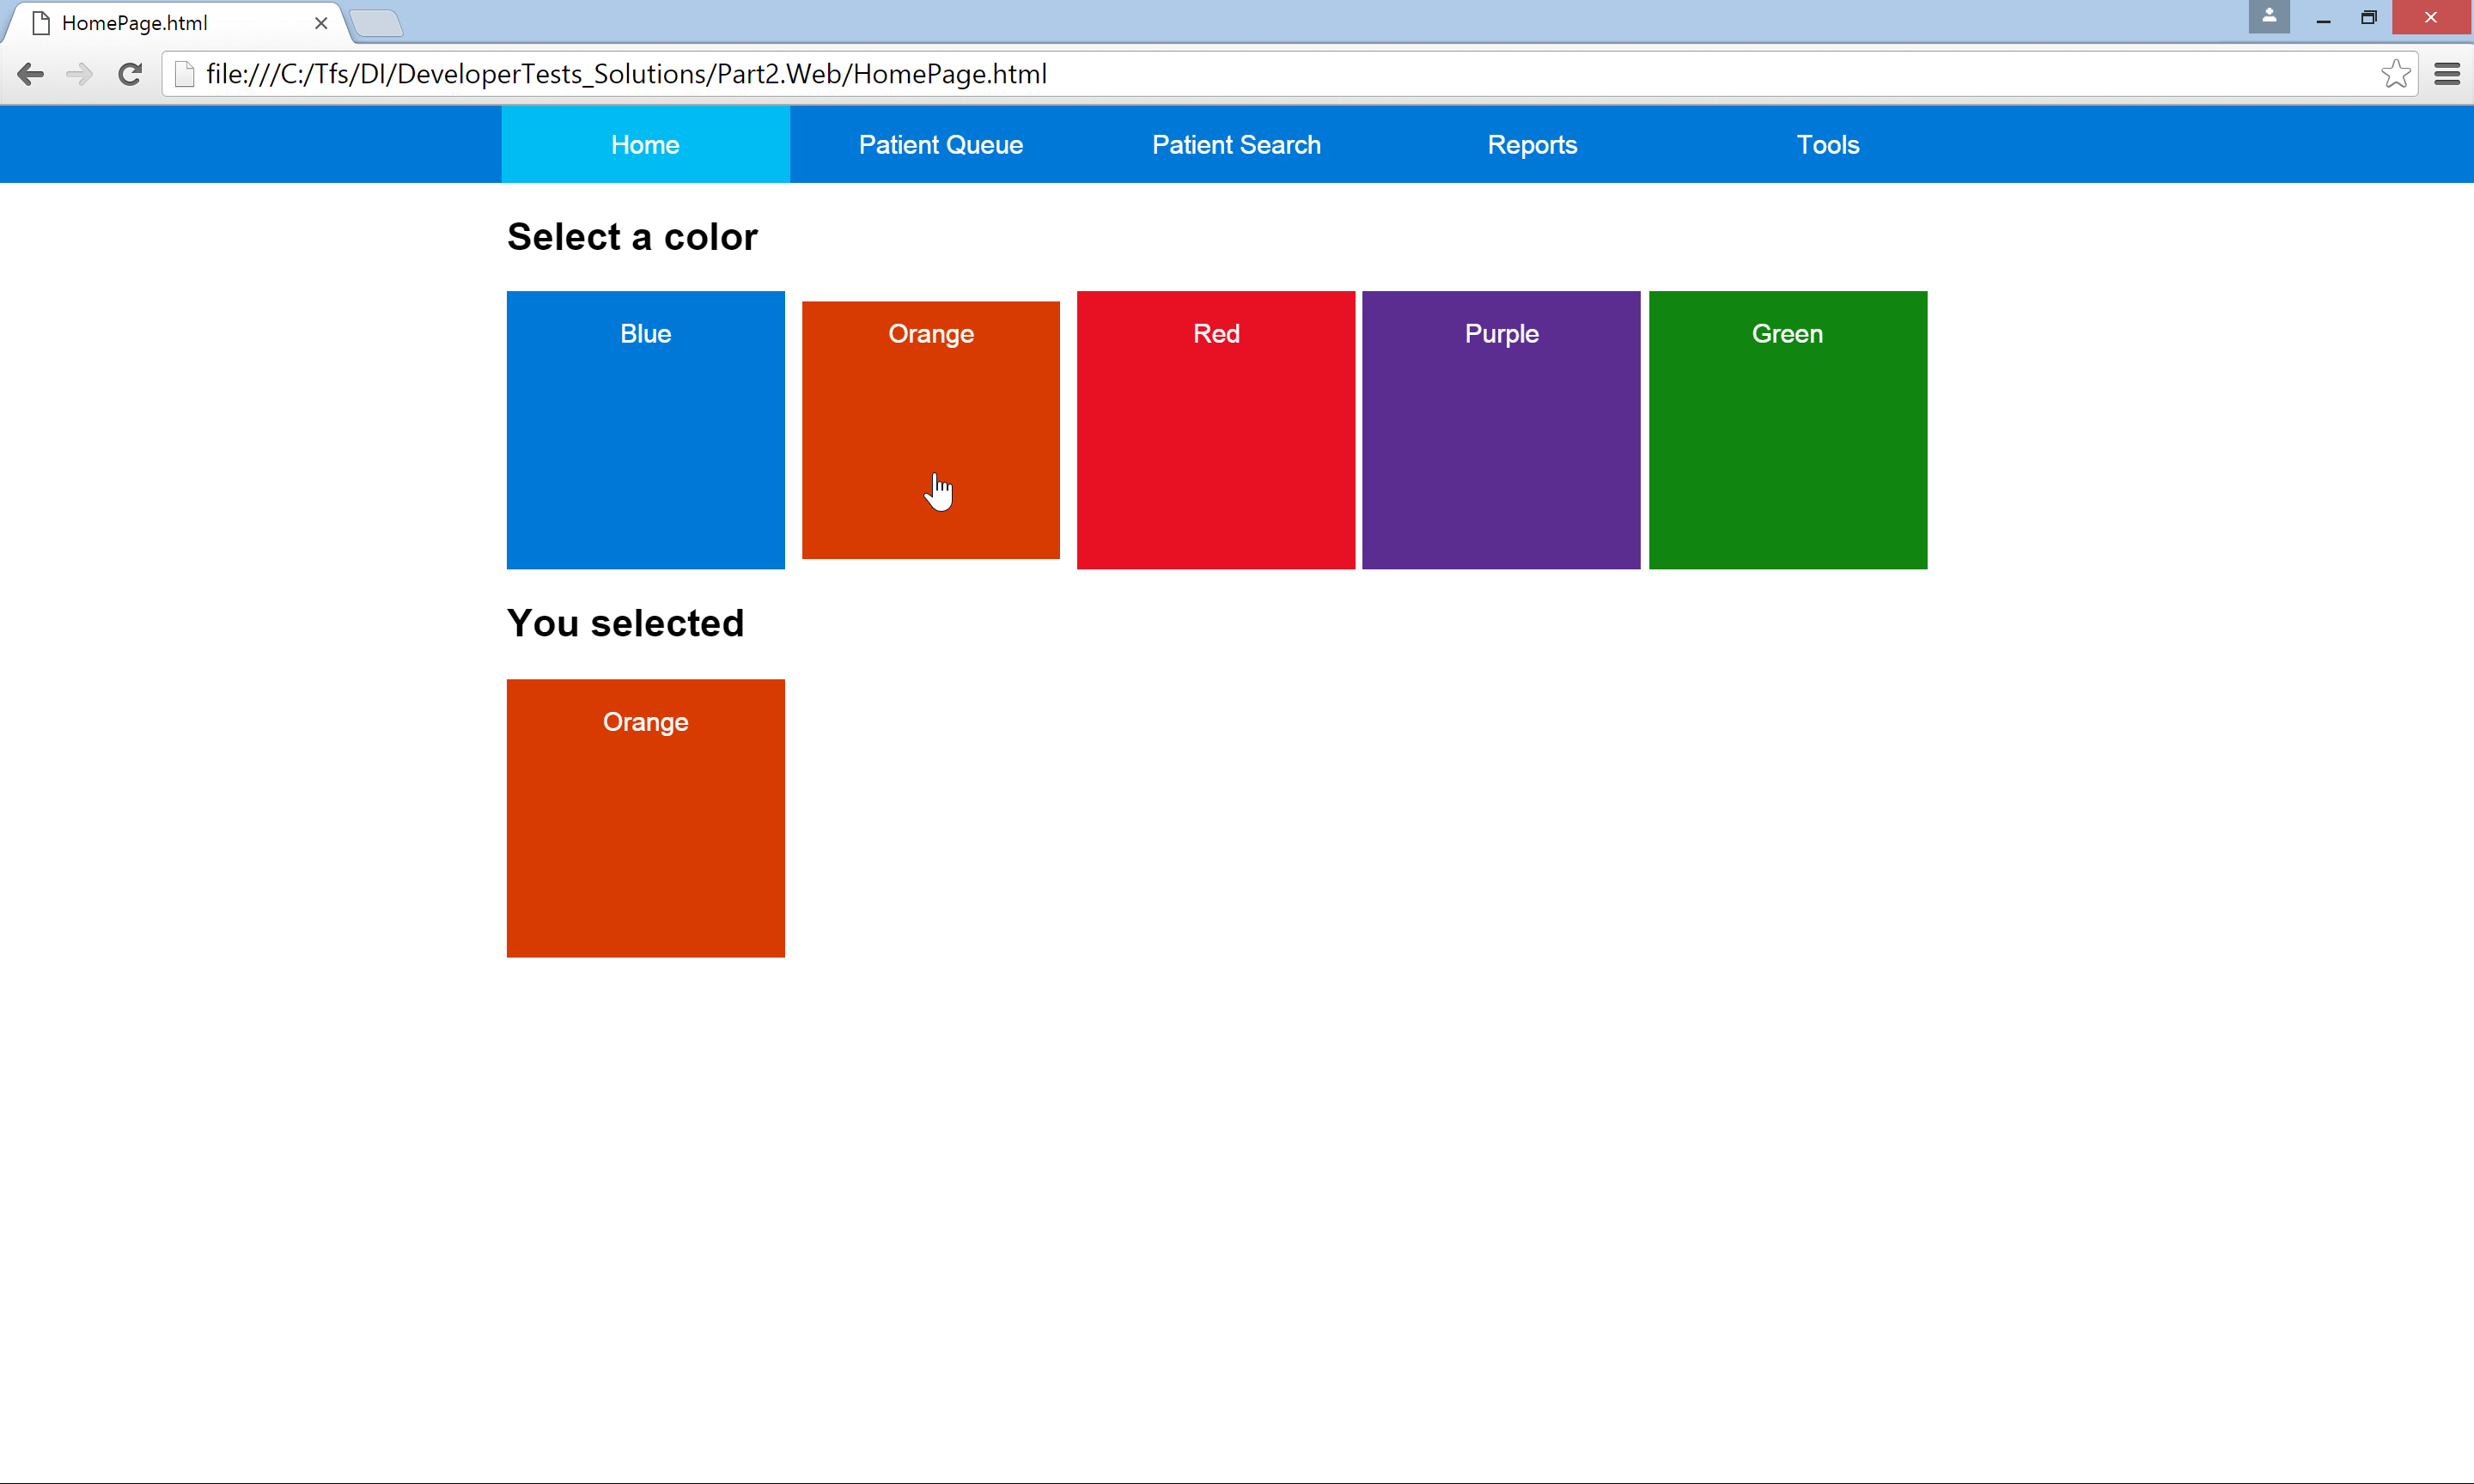 HomePage.html
file:///C:/Tfs/DI/DeveloperTests_Solutions/Part2.Web/HomePage.html
Home Patient Queue Patient Search Reports Tools
Select a color
Blue Orange Red Purple Green
You selected
Orange